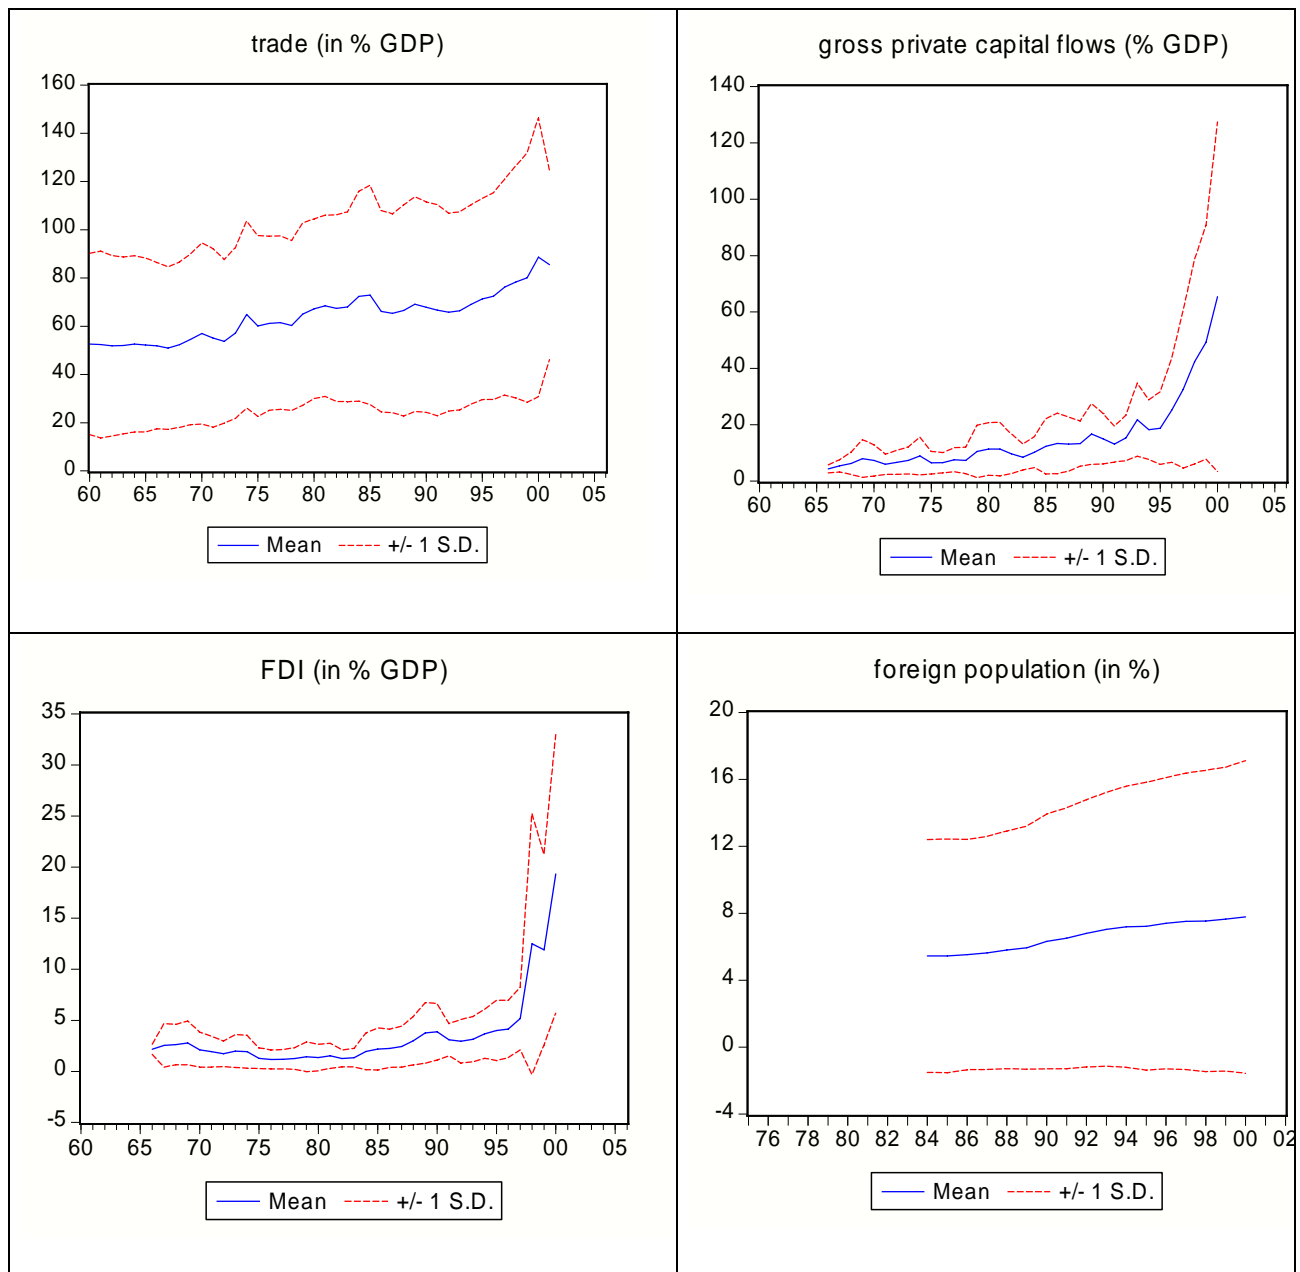 trade (in % GDP)
160
140
120
100
80
60
40
20
0
60 65 70 75 80 85 90 95 00 05
Mean +/- 1 S.D.
gross private capital flows (% GDP)
140
120
100
80
60
40
20
0
60 65 70 75 80 85 90 95 00 05
Mean +/- 1 S.D.
FDI (in % GDP)
35
30
25
20
15
10
5
0
-5
60 65 70 75 80 85 90 95 00 05
Mean +/- 1 S.D.
foreign population (in %)
20
16
12
8
4
0
-4
76 78 80 82 84 86 88 90 92 94 96 98 00 02
Mean +/- 1 S.D.